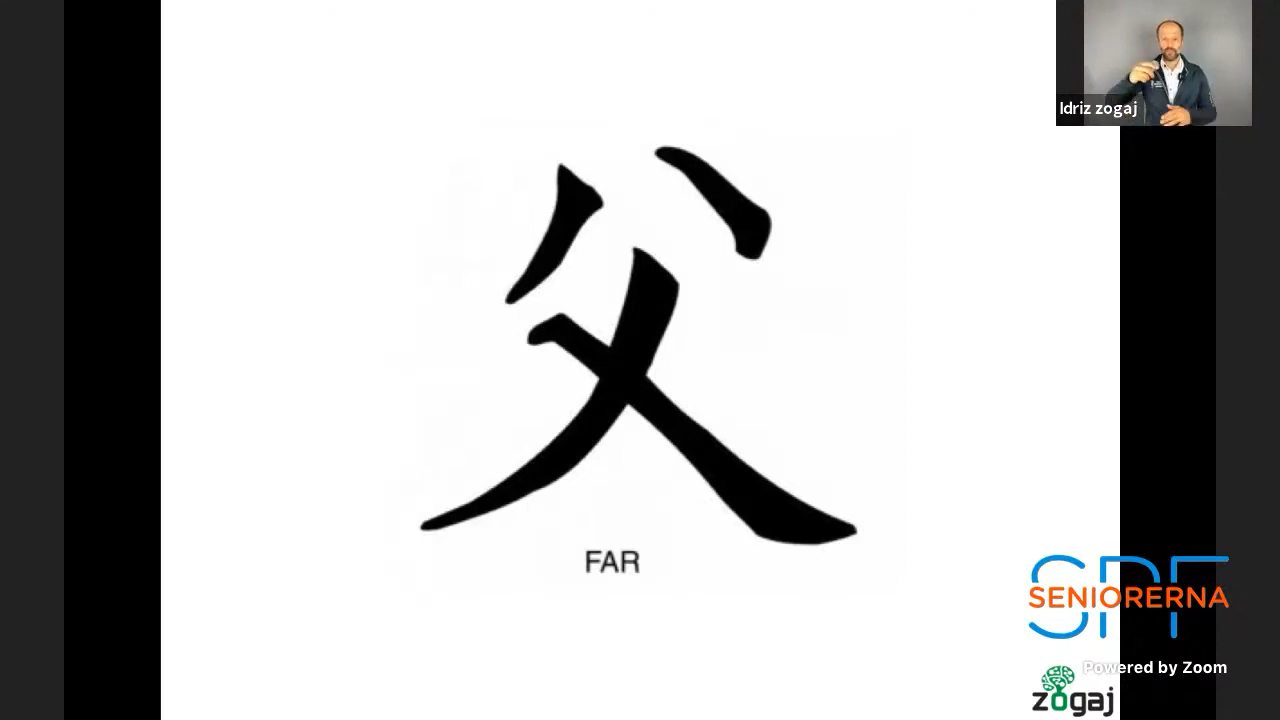 Idriz zogaj
父
FAR
SPF
SENIORERNA
Powered by Zoom
zogaj